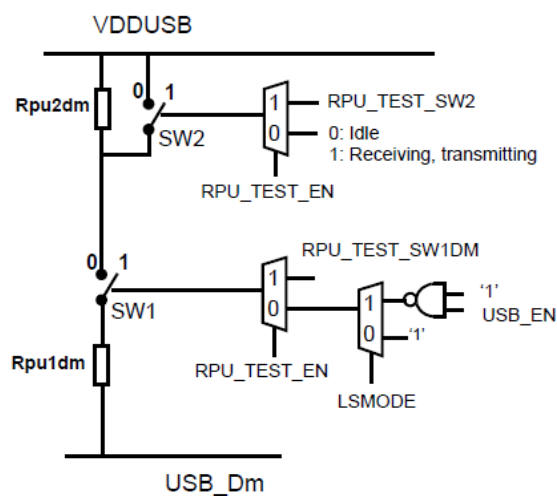 VDDUSB
Rpu2dm
0
1
SW2
1
0
RPU_TEST_SW2
0: Idle
1: Receiving, transmitting
RPU_TEST_EN
RPU_TEST_SW1DM
0
1
SW1
1
0
1
0
'1'
USB_EN
'1'
Rpu1dm
RPU_TEST_EN
LSMODE
USB_Dm